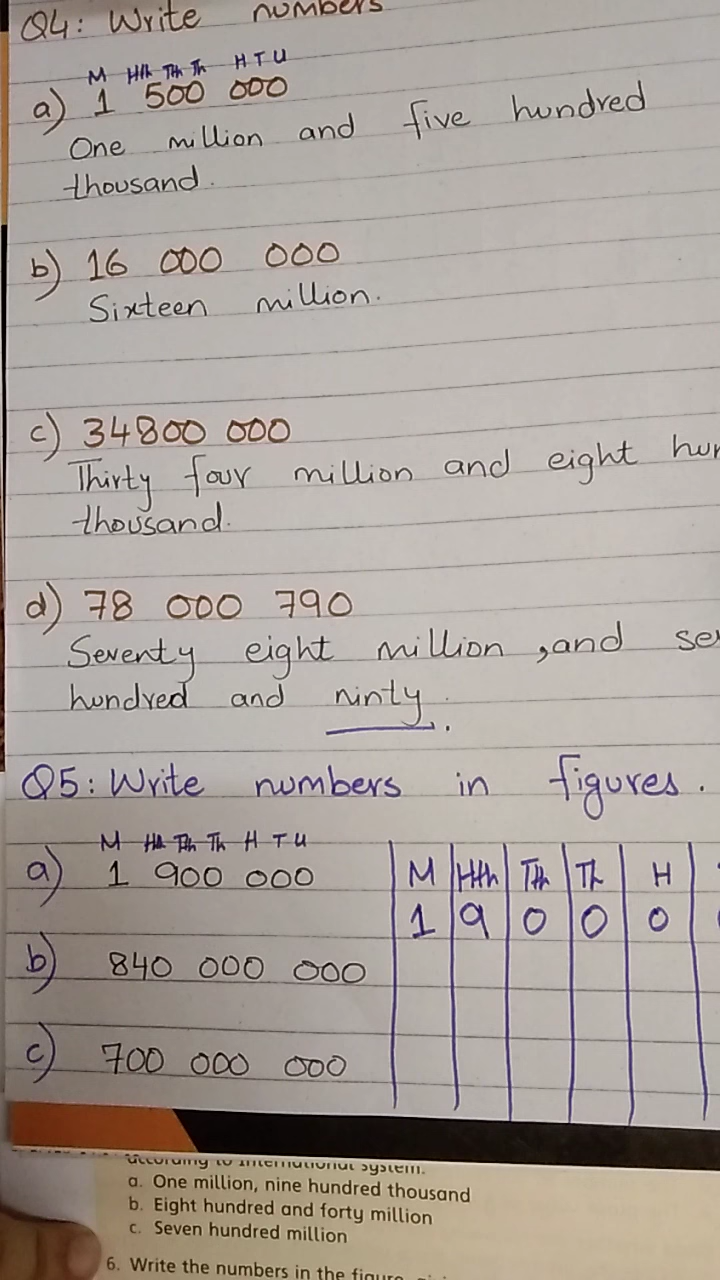 Q4: Write numbers
M Hth Tth Th H T U
a) 1 500 000
One million and five hundred
thousand.
b) 16 000 000
Sixteen million.
c) 34800 000
Thirty four million and eight
thousand.
d) 78 000 790
Seventy eight million ,and
hundred and ninty.
Q5: Write numbers in figures.
M Hth Tth Th H T U
a) 1 900 000
M Hth Tth Th H
1 9 0 0 0
b) 840 000 000
c) 700 000 000
according to international system.
a. One million, nine hundred thousand
b. Eight hundred and forty million
c. Seven hundred million
6. Write the numbers in the